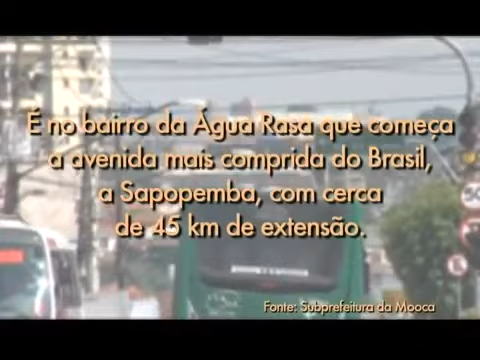 É no bairro da Água Rasa que começa
a avenida mais comprida do Brasil,
a Sapopemba, com cerca
de 45 km de extensão.
Fonte: Subprefeitura da Mooca